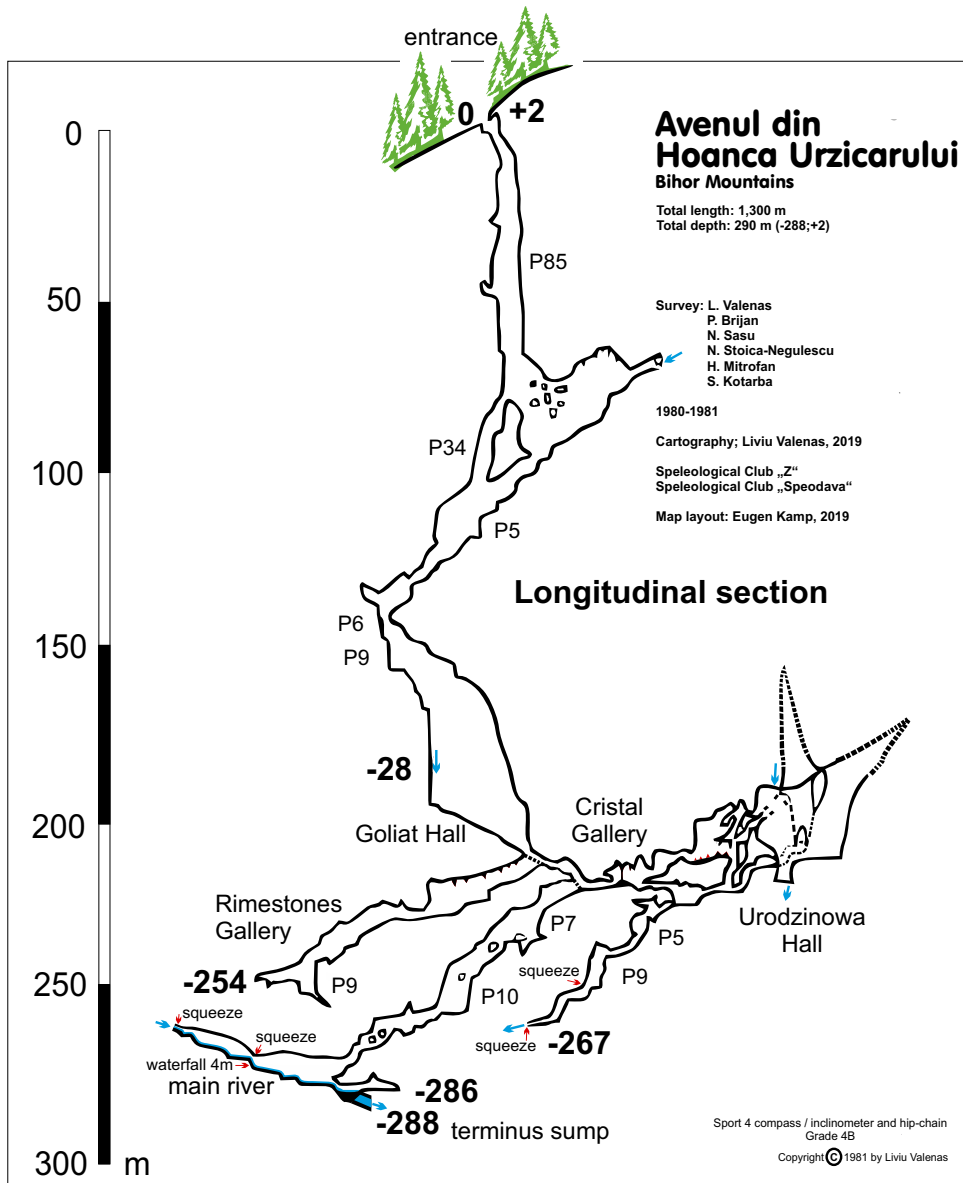 entrance
0
+2
0
50
100
150
200
250
300 m
Avenul din
Hoanca Urzicarului
Bihor Mountains
Total length: 1,300 m
Total depth: 290 m (-288;+2)
Survey: L. Valenas
P. Brijan
N. Sasu
N. Stoica-Negulescu
H. Mitrofan
S. Kotarba
1980-1981
Cartography; Liviu Valenas, 2019
Speleological Club „Z“
Speleological Club „Speodava“
Map layout: Eugen Kamp, 2019
Longitudinal section
P85
P34
P5
P6
P9
-28
Goliat Hall
Cristal
Gallery
Rimestones
Gallery
Urodzinowa
Hall
P7
P5
P9
P10
squeeze
-254
P9
squeeze
squeeze
squeeze
-267
waterfall 4m
main river
-286
-288
terminus sump
Sport 4 compass / inclinometer and hip-chain
Grade 4B
Copyright © 1981 by Liviu Valenas